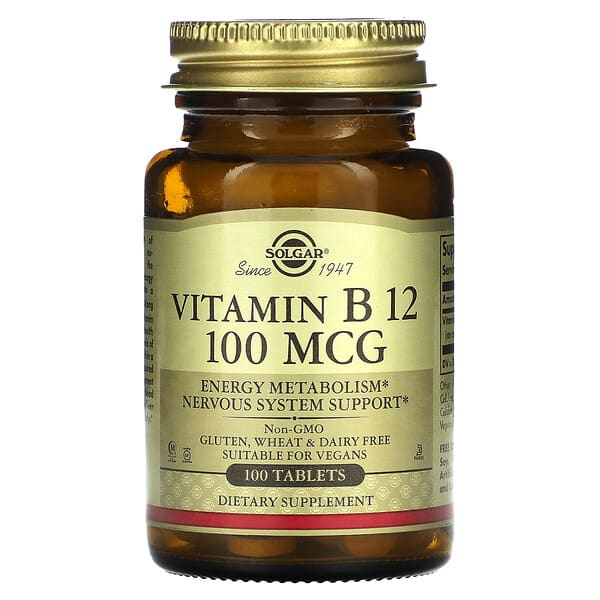 SOLGAR®
Since 1947
VITAMIN B 12
100 MCG
ENERGY METABOLISM*
NERVOUS SYSTEM SUPPORT*
Non-GMO
GLUTEN, WHEAT & DAIRY FREE
SUITABLE FOR VEGANS
100 TABLETS
DIETARY SUPPLEMENT